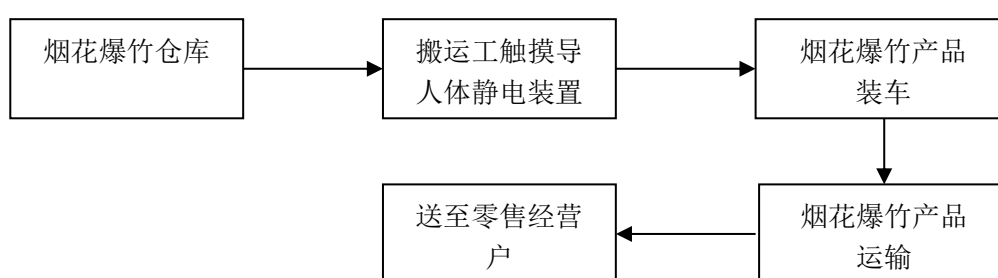 烟花爆竹仓库
搬运工触摸导
人体静电装置
烟花爆竹产品
装车
烟花爆竹产品
运输
送至零售经营
户